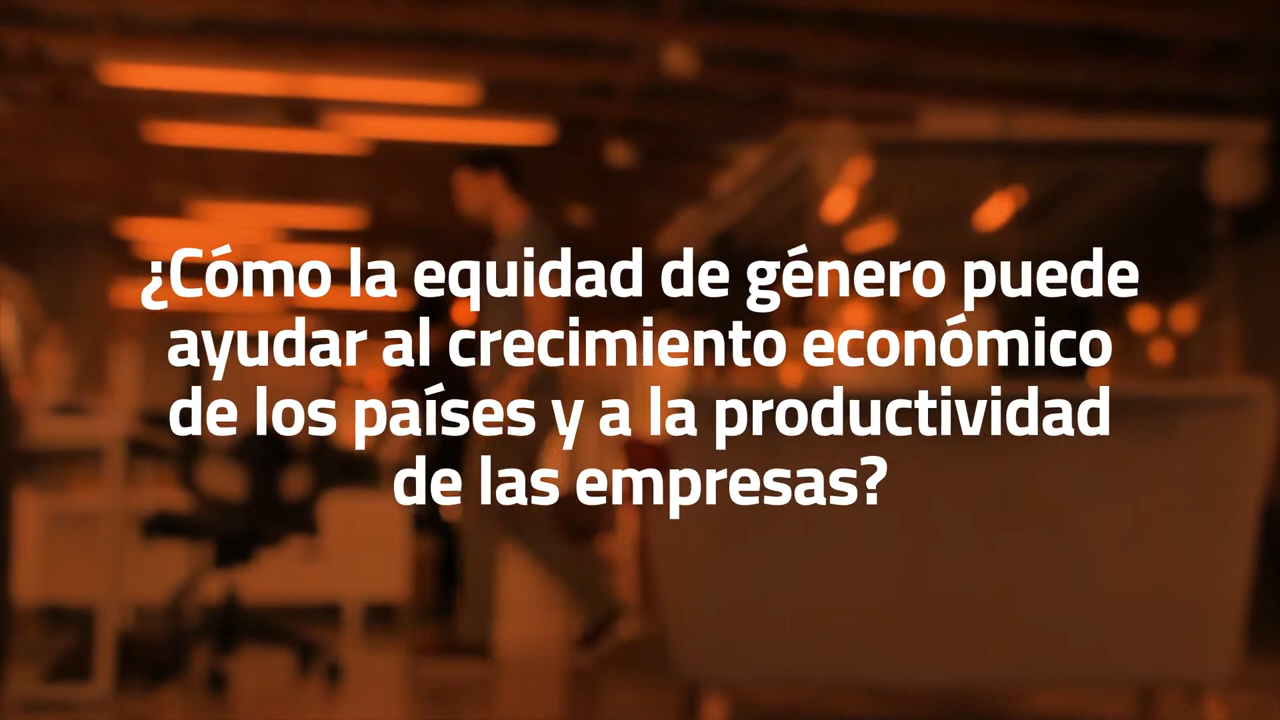 ¿Cómo la equidad de género puede
ayudar al crecimiento económico
de los países y a la productividad
de las empresas?